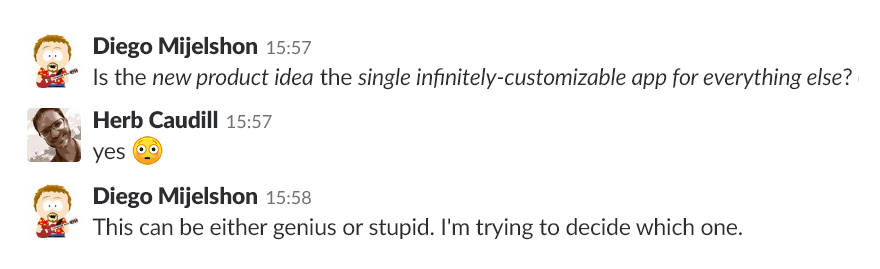 Diego Mijelshon 15:57
Is the new product idea the single infinitely-customizable app for everything else?
Herb Caudill 15:57
yes 😳
Diego Mijelshon 15:58
This can be either genius or stupid. I'm trying to decide which one.